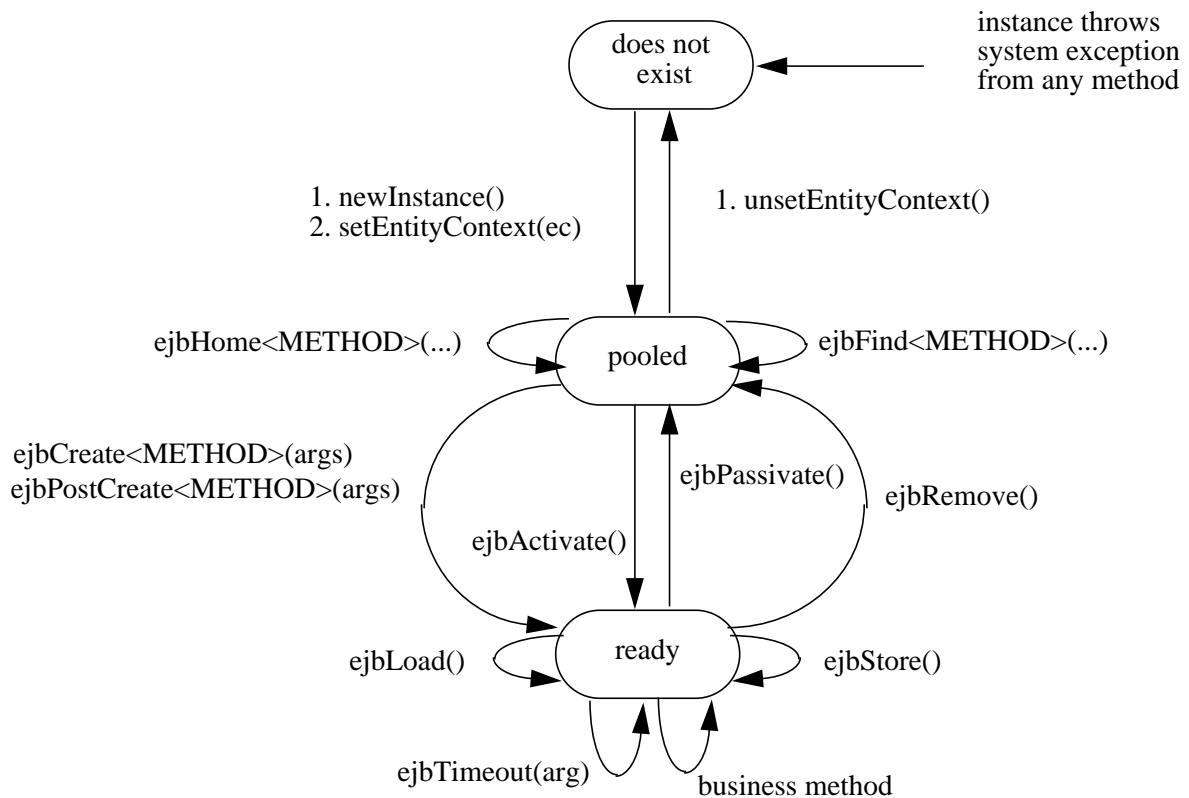 instance throws
system exception
from any method
does not
exist
1. newInstance()
2. setEntityContext(ec)
1. unsetEntityContext()
ejbHome<METHOD>(...)
pooled
ejbFind<METHOD>(...)
ejbCreate<METHOD>(args)
ejbPostCreate<METHOD>(args)
ejbPassivate()
ejbRemove()
ejbActivate()
ready
ejbLoad()
ejbStore()
ejbTimeout(arg)
business method